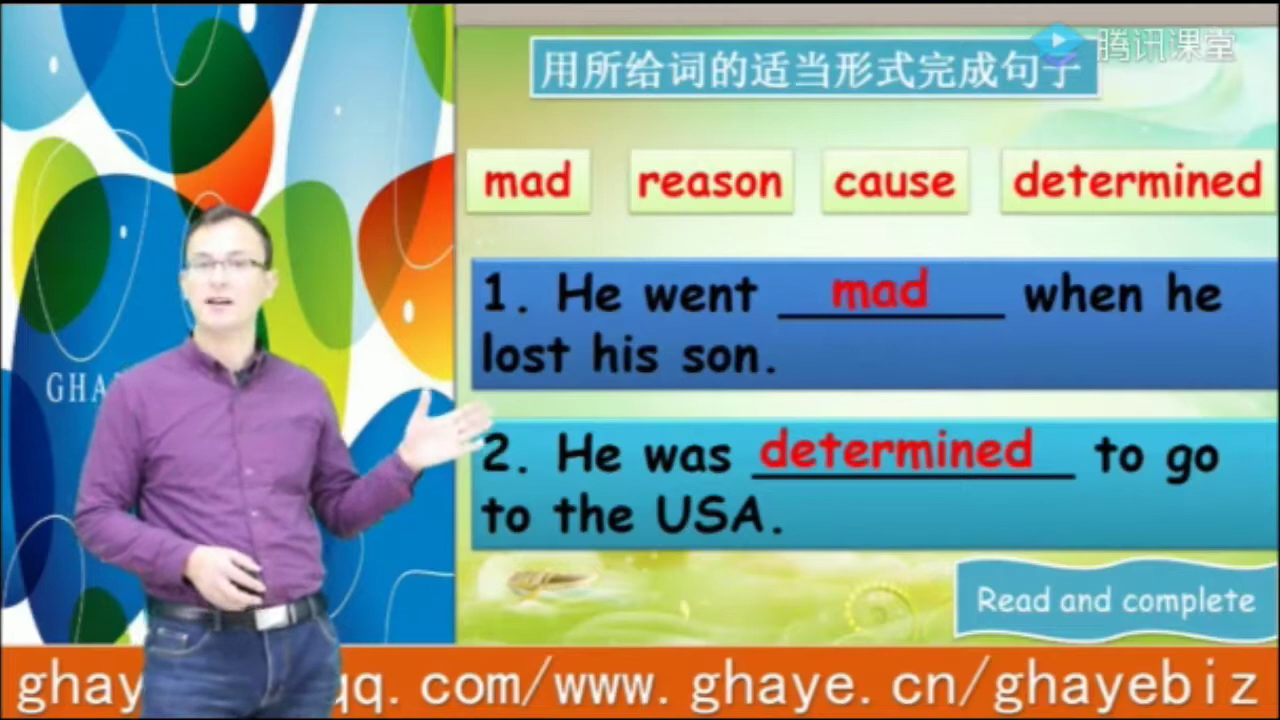 腾讯课堂
用所给词的适当形式完成句子
mad reason cause determined
1. He went mad when he
lost his son.
2. He was determined to go
to the USA.
Read and complete
qq.com/www.ghaye.cn/ghayebiz